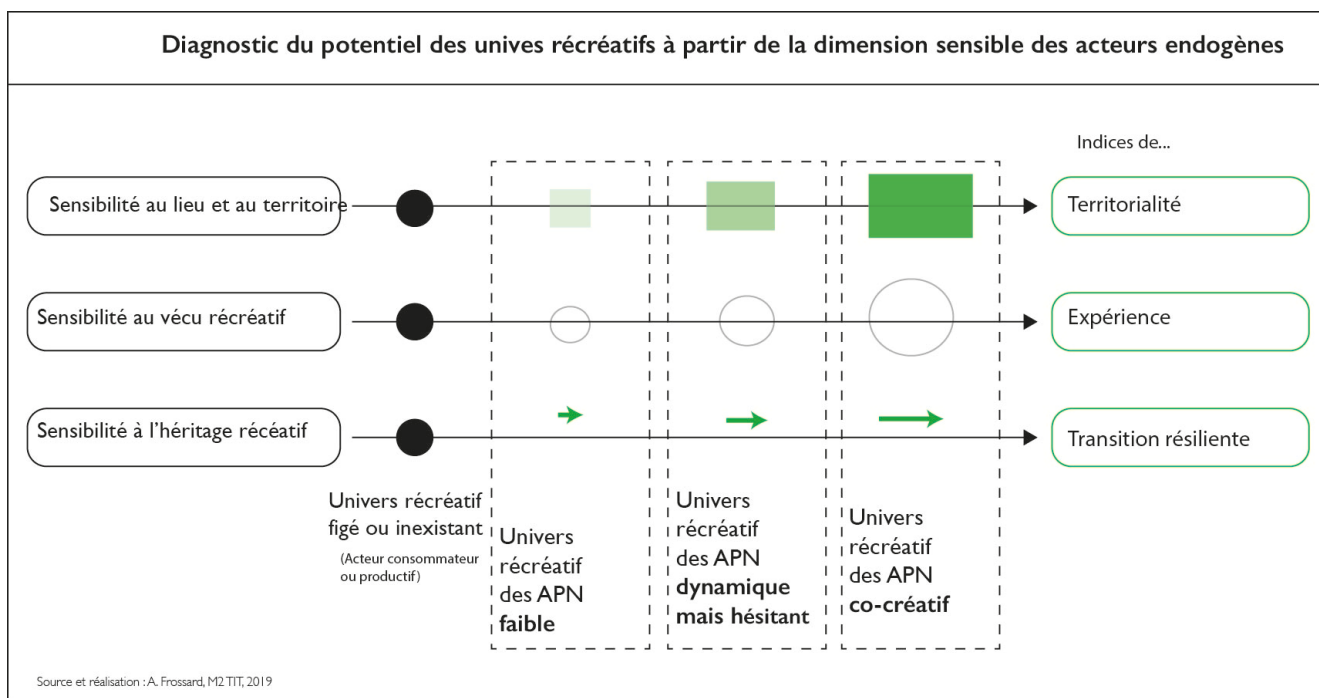 Diagnostic du potentiel des unives récréatifs à partir de la dimension sensible des acteurs endogènes
Indices de...
Sensibilité au lieu et au territoire
Territorialité
Sensibilité au vécu récréatif
Expérience
Sensibilité à l'héritage récéatif
Transition résiliente
Univers récréatif
figé ou inexistant
(Acteur consommateur
ou productif)
Univers
récréatif
des APN
faible
Univers
récréatif
des APN
dynamique
mais hésitant
Univers
récréatif
des APN
co-créatif
Source et réalisation : A. Frossard, M2 TIT, 2019